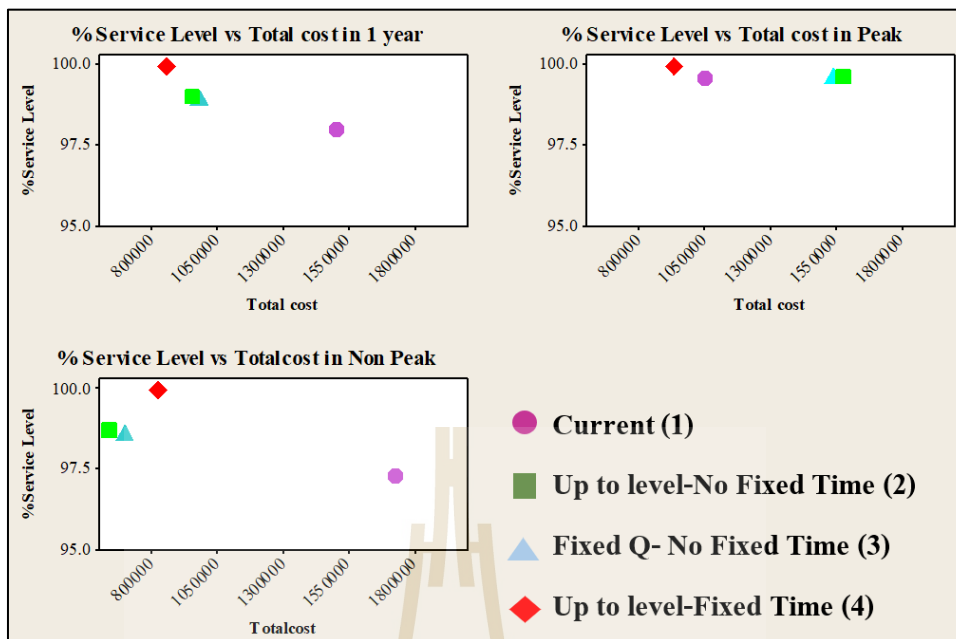 % Service Level vs Total cost in 1 year
%Service Level
100.0
97.5
95.0
800000
1050000
1300000
1550000
1800000
Total cost
% Service Level vs Total cost in Peak
%Service Level
100.0
97.5
95.0
800000
1050000
1300000
1550000
1800000
Total cost
% Service Level vs Totalcost in Non Peak
%Service Level
100.0
97.5
95.0
800000
1050000
1300000
1550000
1800000
Totalcost
Current (1)
Up to level-No Fixed Time (2)
Fixed Q- No Fixed Time (3)
Up to level-Fixed Time (4)